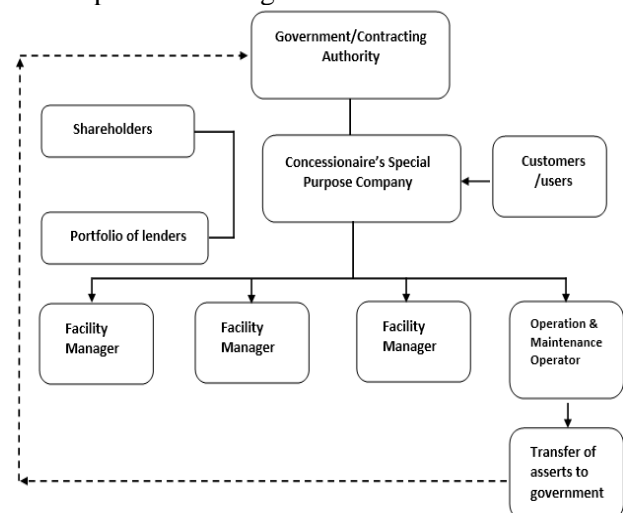 Government/Contracting
Authority
Shareholders
Concessionaire's Special
Purpose Company
Customers
/users
Portfolio of lenders
Facility
Manager
Facility
Manager
Facility
Manager
Operation &
Maintenance
Operator
Transfer of
asserts to
government